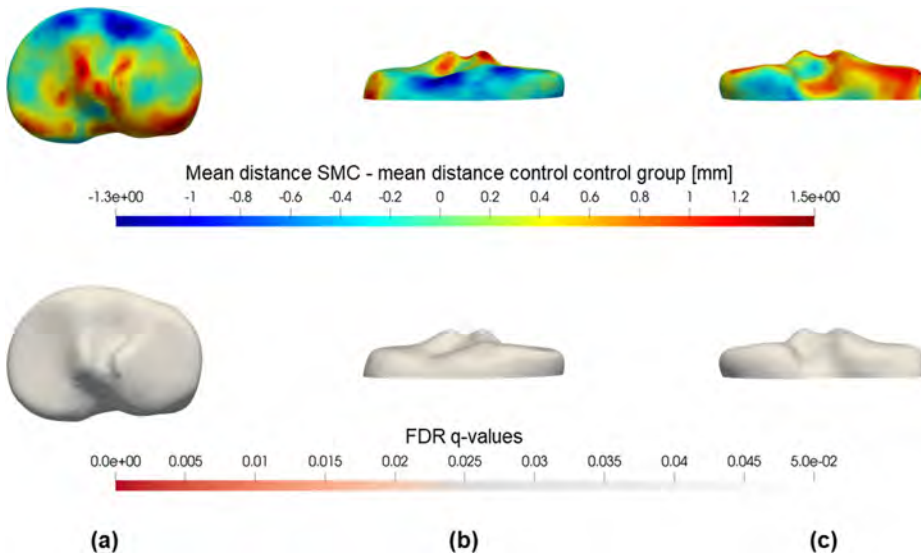 Mean distance SMC - mean distance control control group [mm]
-1.3e+00 -1 -0.8 -0.6 -0.4 -0.2 0 0.2 0.4 0.6 0.8 1 1.2 1.5e+00
FDR q-values
0.0e+00 0.005 0.01 0.015 0.02 0.025 0.03 0.035 0.04 0.045 5.0e-02
(a) (b) (c)